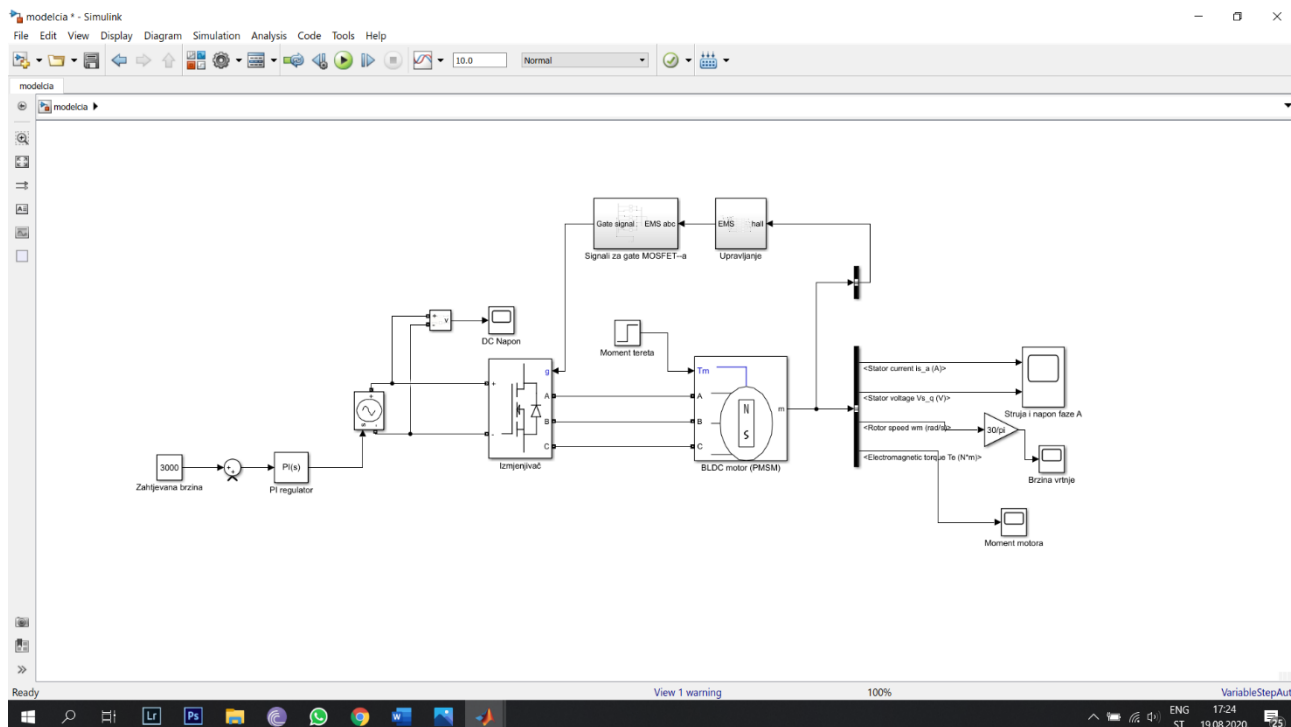 modelcia * - Simulink
File Edit View Display Diagram Simulation Analysis Code Tools Help
10.0 Normal
modelcia
modelcia
Gate signal EMS abc
EMS hall
Signali za gate MOSFET--a
Upravljanje
+ - v
DC Napon
Moment tereta
g
+
A
B
-
C
Izmjenjivač
Tm
A
B
C
N
S
m
BLDC motor (PMSM)
<Stator current is_a (A)>
<Stator voltage Vs_q (V)>
<Rotor speed wm (rad/s)>
<Electromagnetic torque Te (N*m)>
Struja i napon faze A
30/pi
Brzina vrtnje
Moment motora
3000
Zahtjevana brzina
PI(s)
PI regulator
Ready
View 1 warning
100%
VariableStepAut
Lr Ps
ENG
ST
17:24
19.08.2020
25